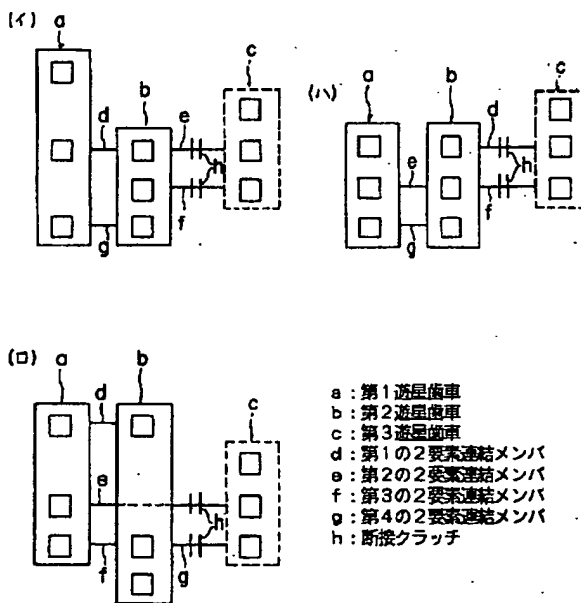 (イ)
a
b
c
d
e
h
f
g
(ハ)
a
b
c
d
e
h
f
g
(ロ)
a
b
c
d
e
h
f
g
a:第1遊星歯車
b:第2遊星歯車
c:第3遊星歯車
d:第1の2要素連結メンバ
e:第2の2要素連結メンバ
f:第3の2要素連結メンバ
g:第4の2要素連結メンバ
h:断接クラッチ